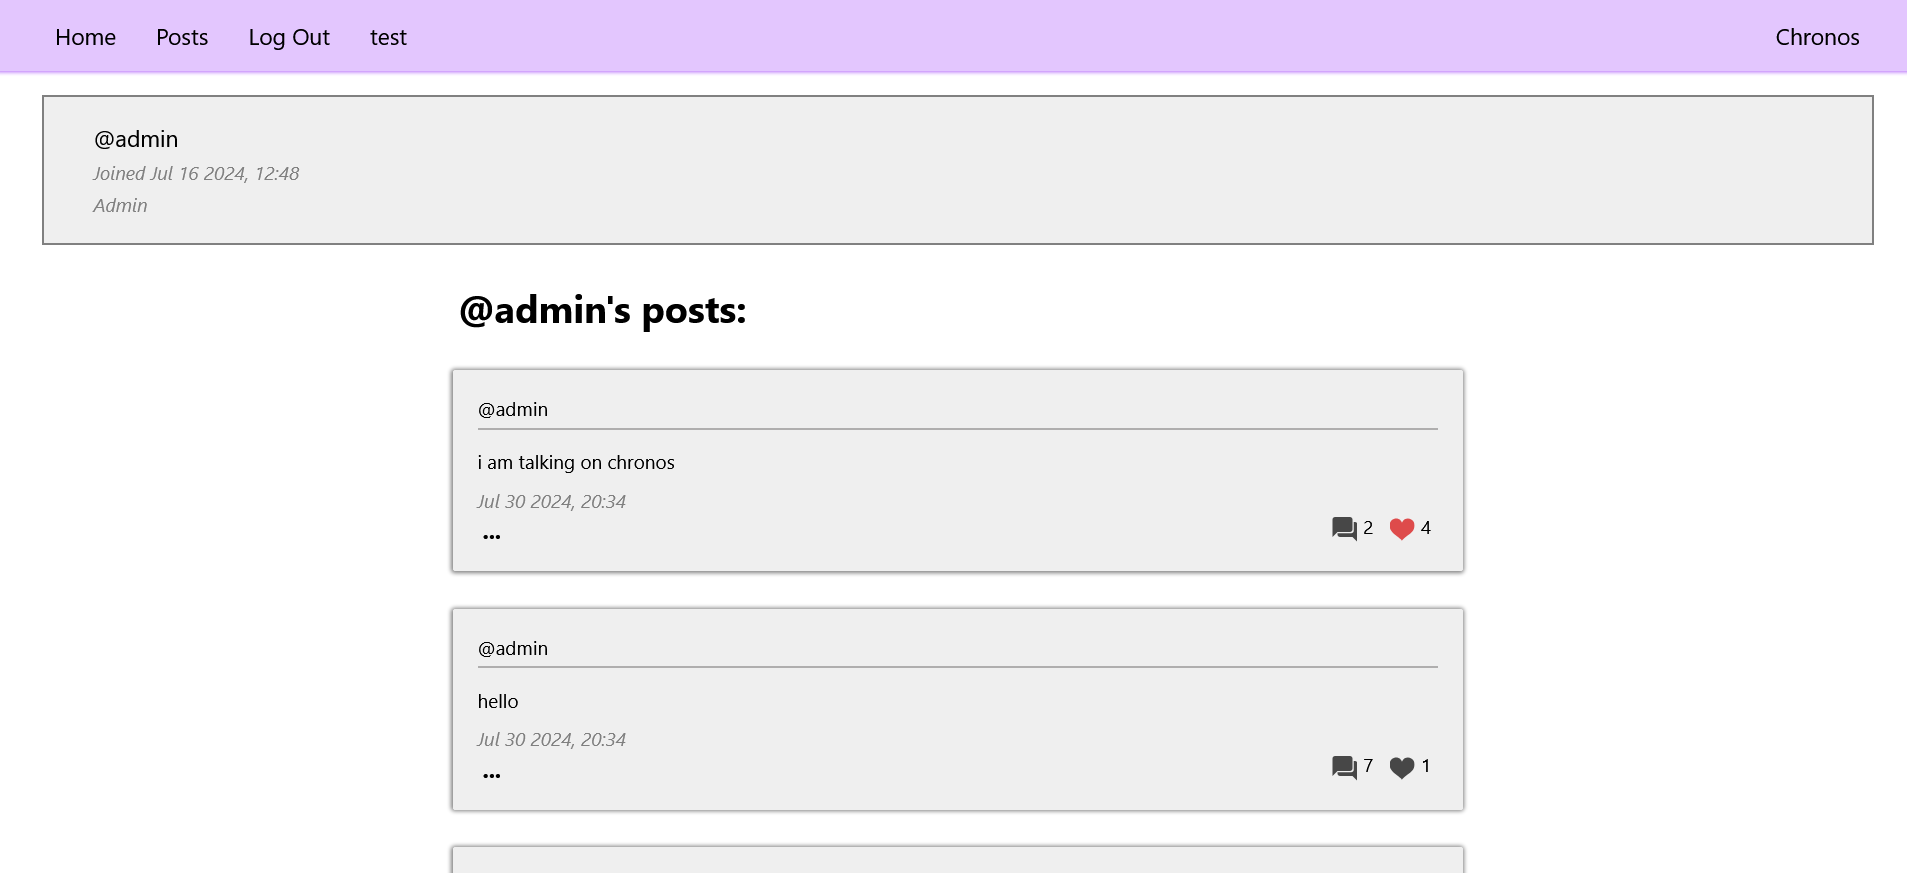 Home Posts Log Out test Chronos
@admin
Joined Jul 16 2024, 12:48
Admin
@admin's posts:
@admin
i am talking on chronos
Jul 30 2024, 20:34
... 2 4
@admin
hello
Jul 30 2024, 20:34
... 7 1